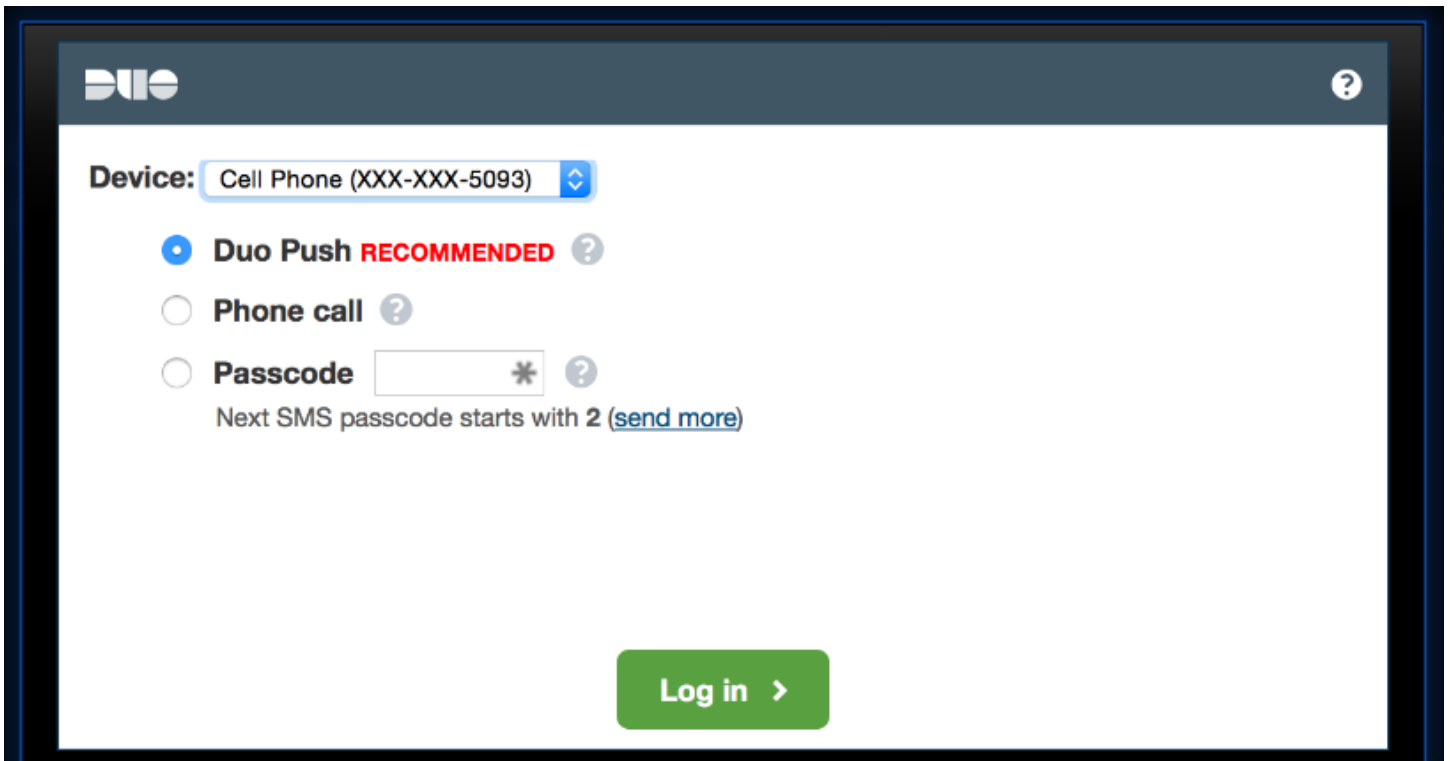 DUO
?
Device: Cell Phone (XXX-XXX-5093)
Duo Push RECOMMENDED ?
Phone call ?
Passcode ?
Next SMS passcode starts with 2 (send more)
Log in